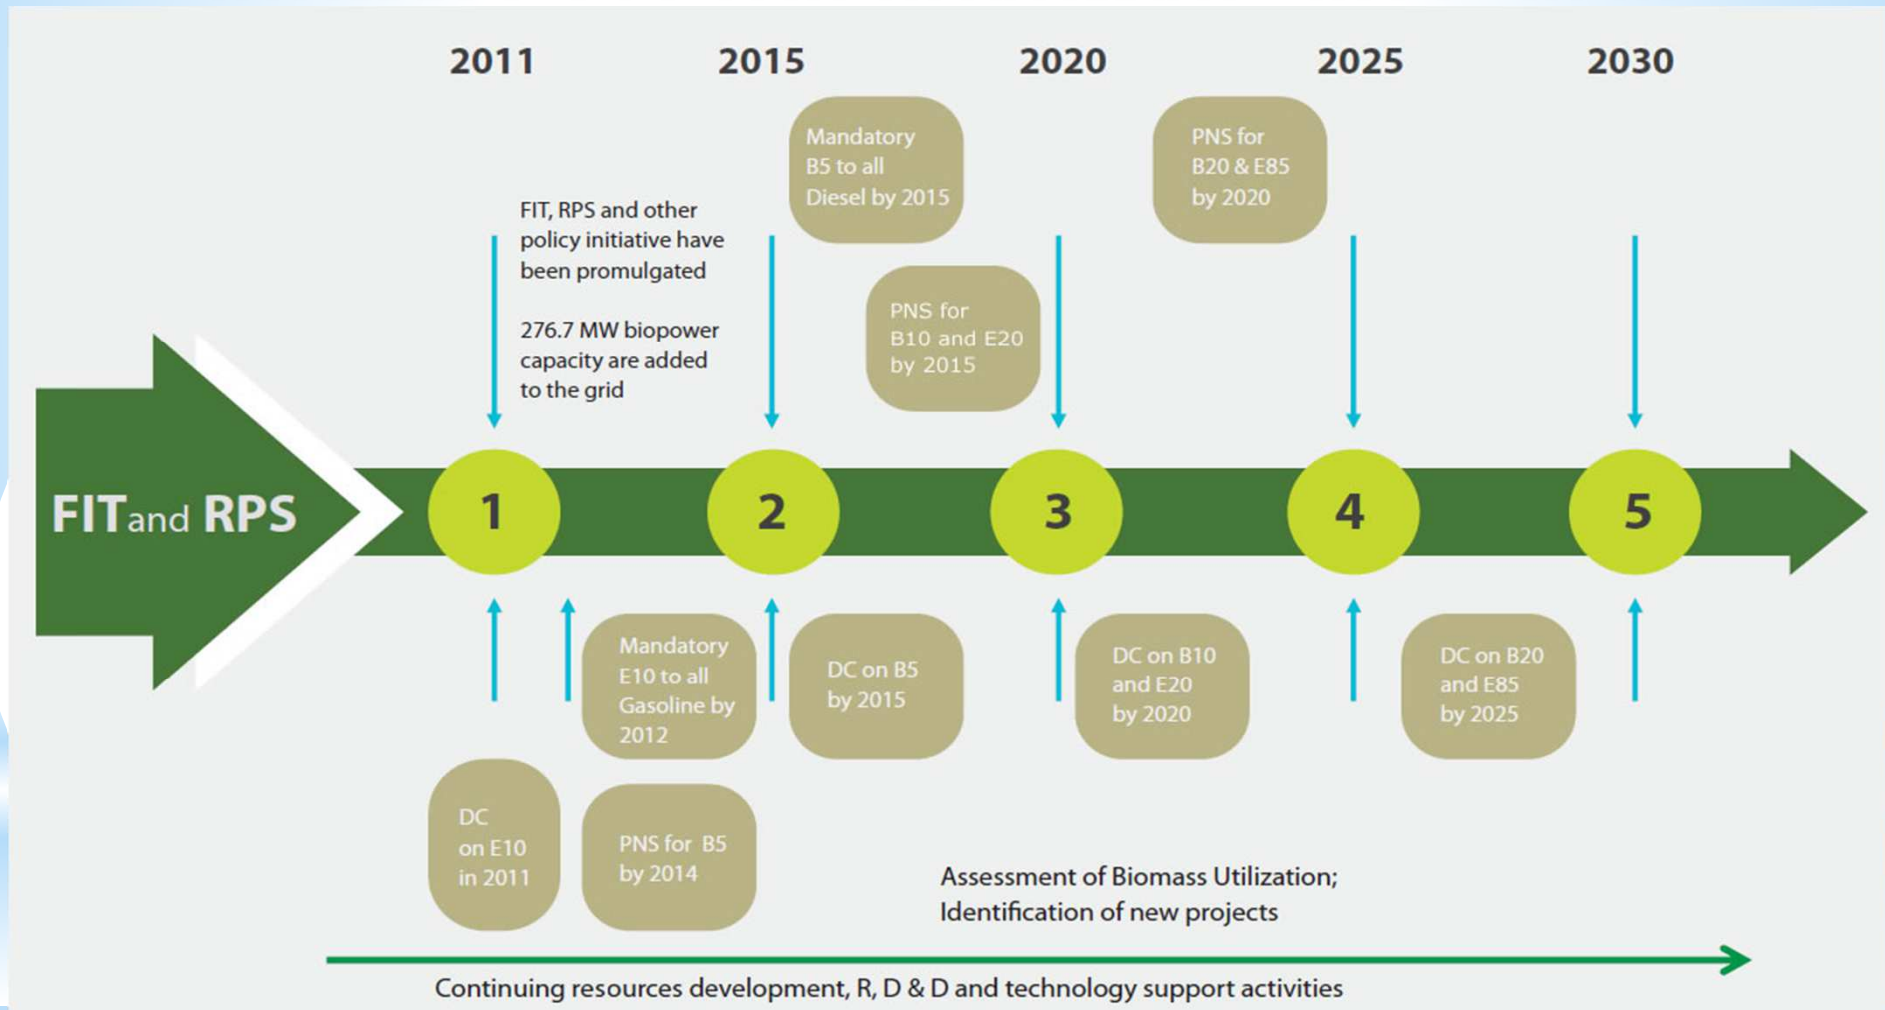 2011
2015
2020
2025
2030
Mandatory
B5 to all
Diesel by 2015
PNS for
B20 & E85
by 2020
FIT, RPS and other
policy initiative have
been promulgated
276.7 MW biopower
capacity are added
to the grid
PNS for
B10 and E20
by 2015
FIT and RPS
1
2
3
4
5
Mandatory
E10 to all
Gasoline by
2012
DC on B5
by 2015
DC on B10
and E20
by 2020
DC on B20
and E85
by 2025
DC
on E10
in 2011
PNS for B5
by 2014
Assessment of Biomass Utilization;
Identification of new projects
Continuing resources development, R, D & D and technology support activities